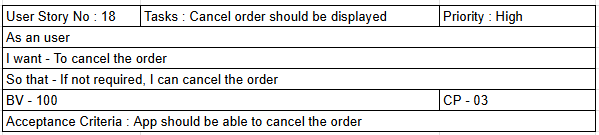 User Story No : 18 Tasks : Cancel order should be displayed Priority : High
As an user
I want - To cancel the order
So that - If not required, I can cancel the order
BV - 100 CP - 03
Acceptance Criteria : App should be able to cancel the order